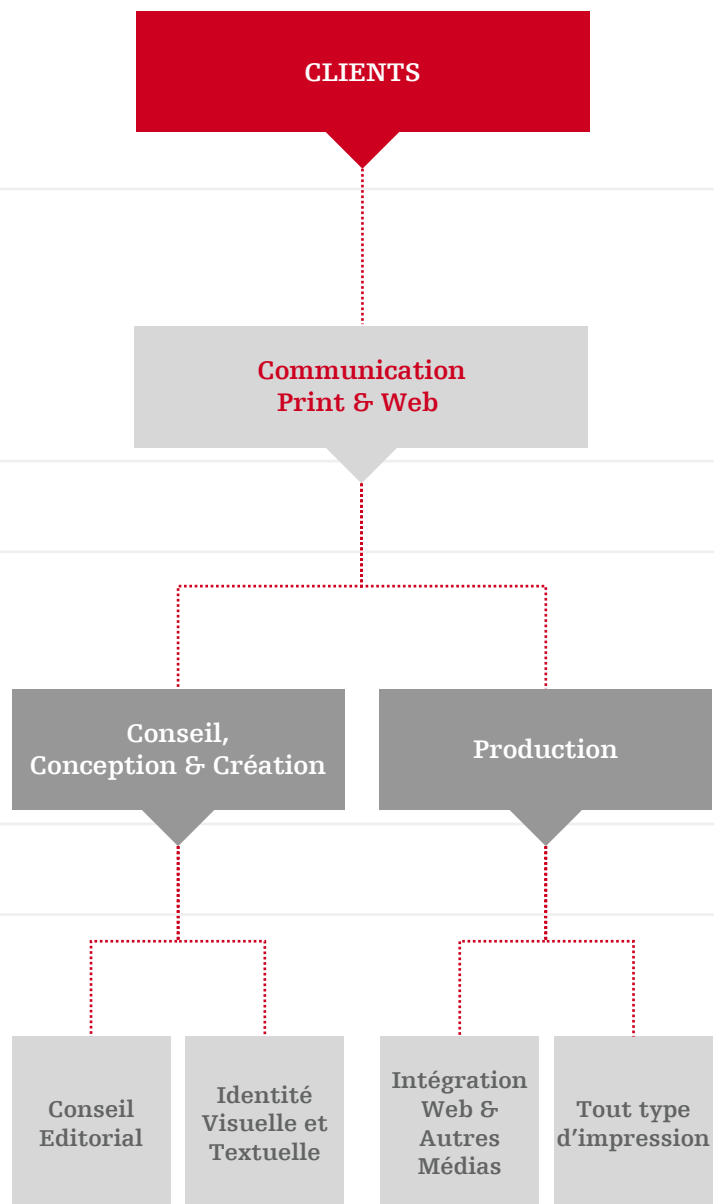 CLIENTS
Communication
Print & Web
Conseil,
Conception & Création
Production
Conseil
Editorial
Identité
Visuelle et
Textuelle
Intégration
Web &
Autres
Médias
Tout type
d'impression